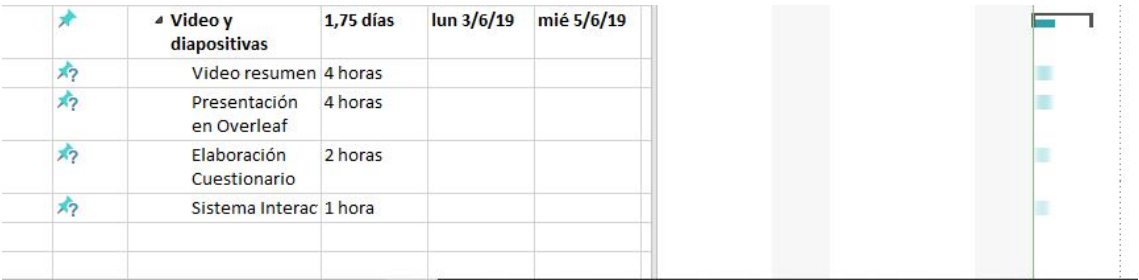 Video y 1,75 días lun 3/6/19 mié 5/6/19
diapositivas
Video resumen 4 horas
Presentación 4 horas
en Overleaf
Elaboración 2 horas
Cuestionario
Sistema Interac 1 hora